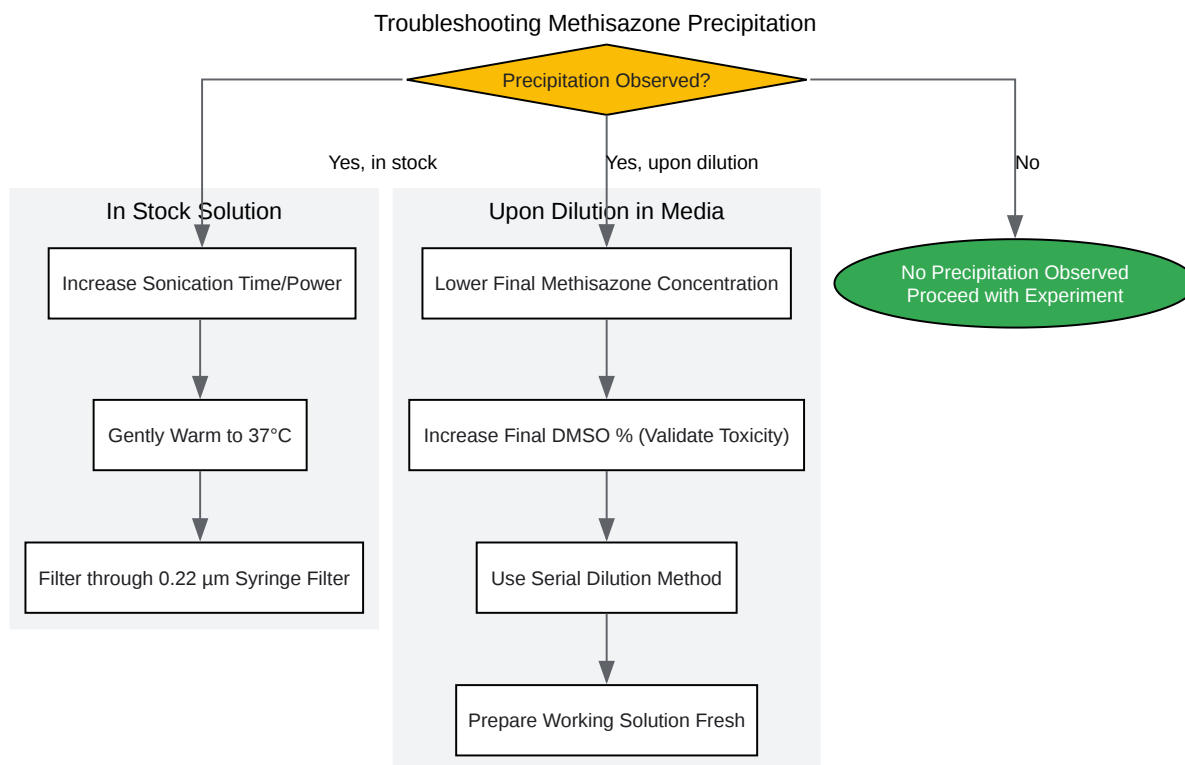 Troubleshooting Methisazone Precipitation
Precipitation Observed?
Yes, in stock
Yes, upon dilution
No
In Stock Solution
Increase Sonication Time/Power
Gently Warm to 37°C
Filter through 0.22 µm Syringe Filter
Upon Dilution in Media
Lower Final Methisazone Concentration
Increase Final DMSO % (Validate Toxicity)
Use Serial Dilution Method
Prepare Working Solution Fresh
No Precipitation Observed
Proceed with Experiment